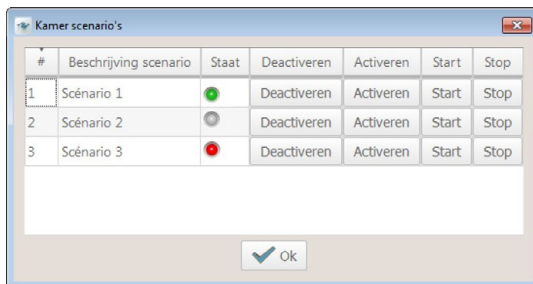 Kamer scenario's
# Beschrijving scenario Staat Deactiveren Activeren Start Stop
1 Scénario 1 Deactiveren Activeren Start Stop
2 Scénario 2 Deactiveren Activeren Start Stop
3 Scénario 3 Deactiveren Activeren Start Stop
Ok